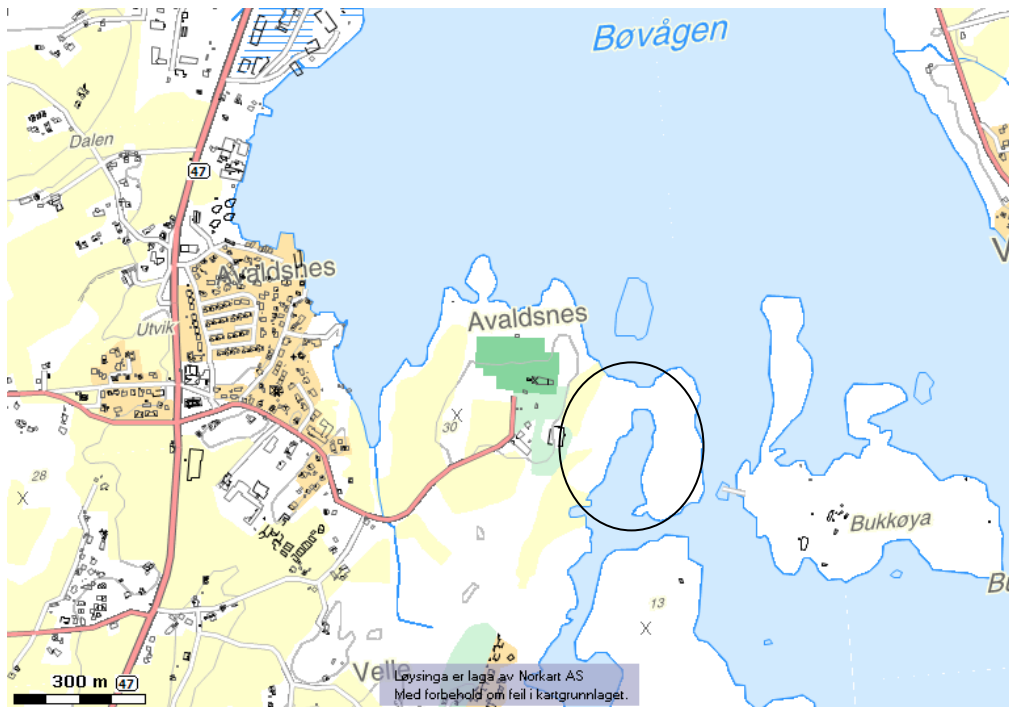 Bøvågen
Dalen
47
Avaldsnes
Utvik
Avaldsnes
30
28
Bukkøya
13
Velle
300 m
47
Løysinga er laga av Norkart AS
Med forbehold om feil i kartgrunnlaget.